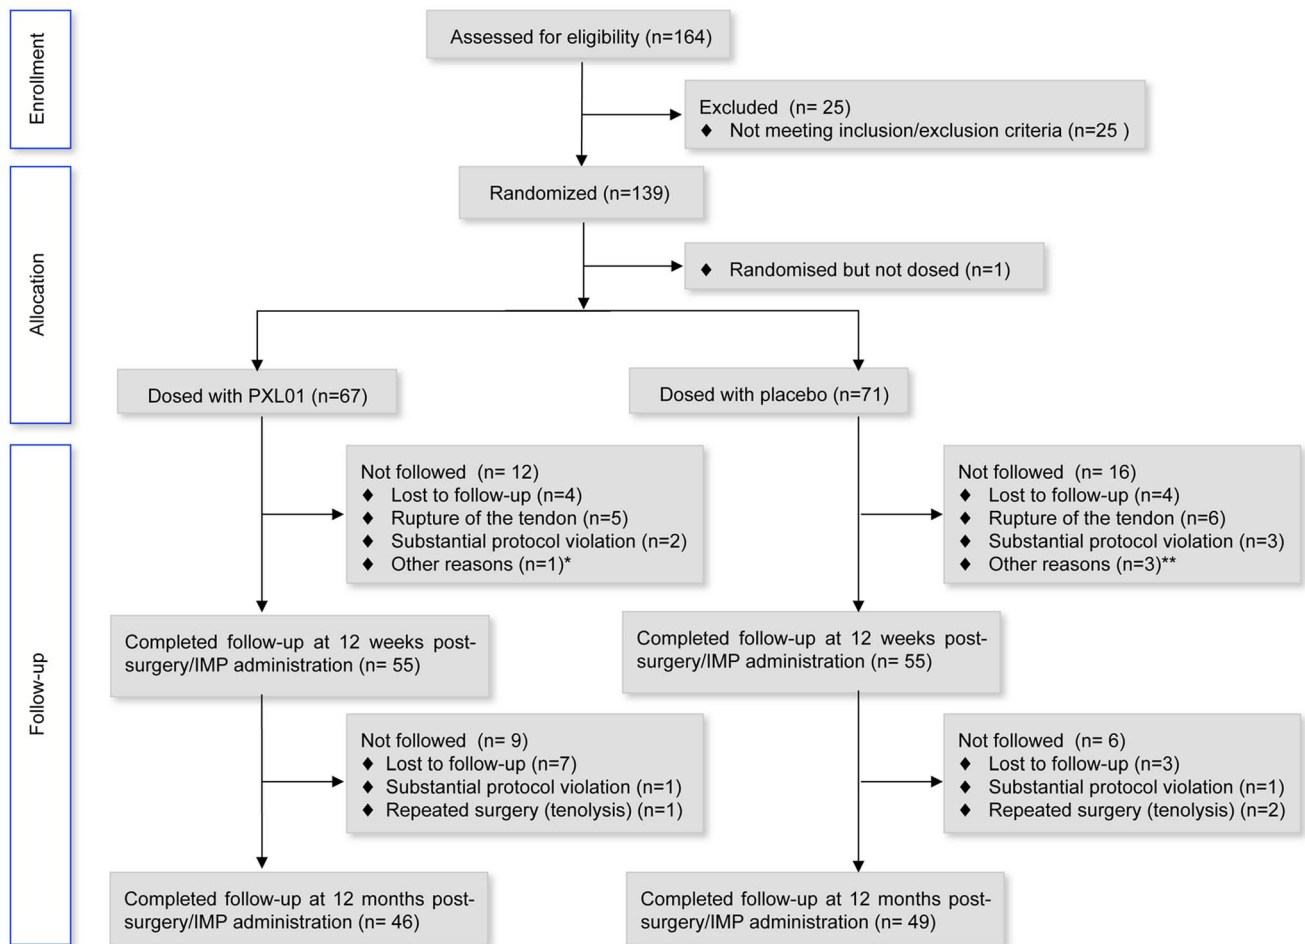 Enrollment
Assessed for eligibility (n=164)
Excluded (n= 25)
♦ Not meeting inclusion/exclusion criteria (n=25 )
Allocation
Randomized (n=139)
♦ Randomised but not dosed (n=1)
Dosed with PXL01 (n=67)
Dosed with placebo (n=71)
Follow-up
Not followed (n= 12)
♦ Lost to follow-up (n=4)
♦ Rupture of the tendon (n=5)
♦ Substantial protocol violation (n=2)
♦ Other reasons (n=1)*
Not followed (n= 16)
♦ Lost to follow-up (n=4)
♦ Rupture of the tendon (n=6)
♦ Substantial protocol violation (n=3)
♦ Other reasons (n=3)**
Completed follow-up at 12 weeks post-
surgery/IMP administration (n= 55)
Completed follow-up at 12 weeks post-
surgery/IMP administration (n= 55)
Not followed (n= 9)
♦ Lost to follow-up (n=7)
♦ Substantial protocol violation (n=1)
♦ Repeated surgery (tenolysis) (n=1)
Not followed (n= 6)
♦ Lost to follow-up (n=3)
♦ Substantial protocol violation (n=1)
♦ Repeated surgery (tenolysis) (n=2)
Completed follow-up at 12 months post-
surgery/IMP administration (n= 46)
Completed follow-up at 12 months post-
surgery/IMP administration (n= 49)